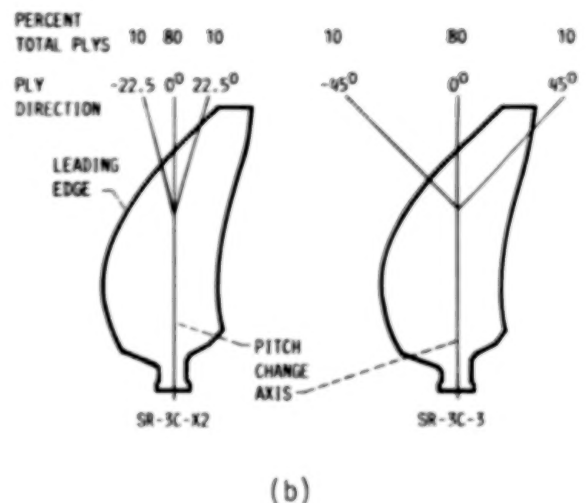 PERCENT
TOTAL PLYS
10 80 10
10 80 10
PLY
DIRECTION
-22.5 0° 22.5°
-45° 0° 45°
LEADING
EDGE
PITCH
CHANGE
AXIS
SR-3C-X2
SR-3C-3
(b)